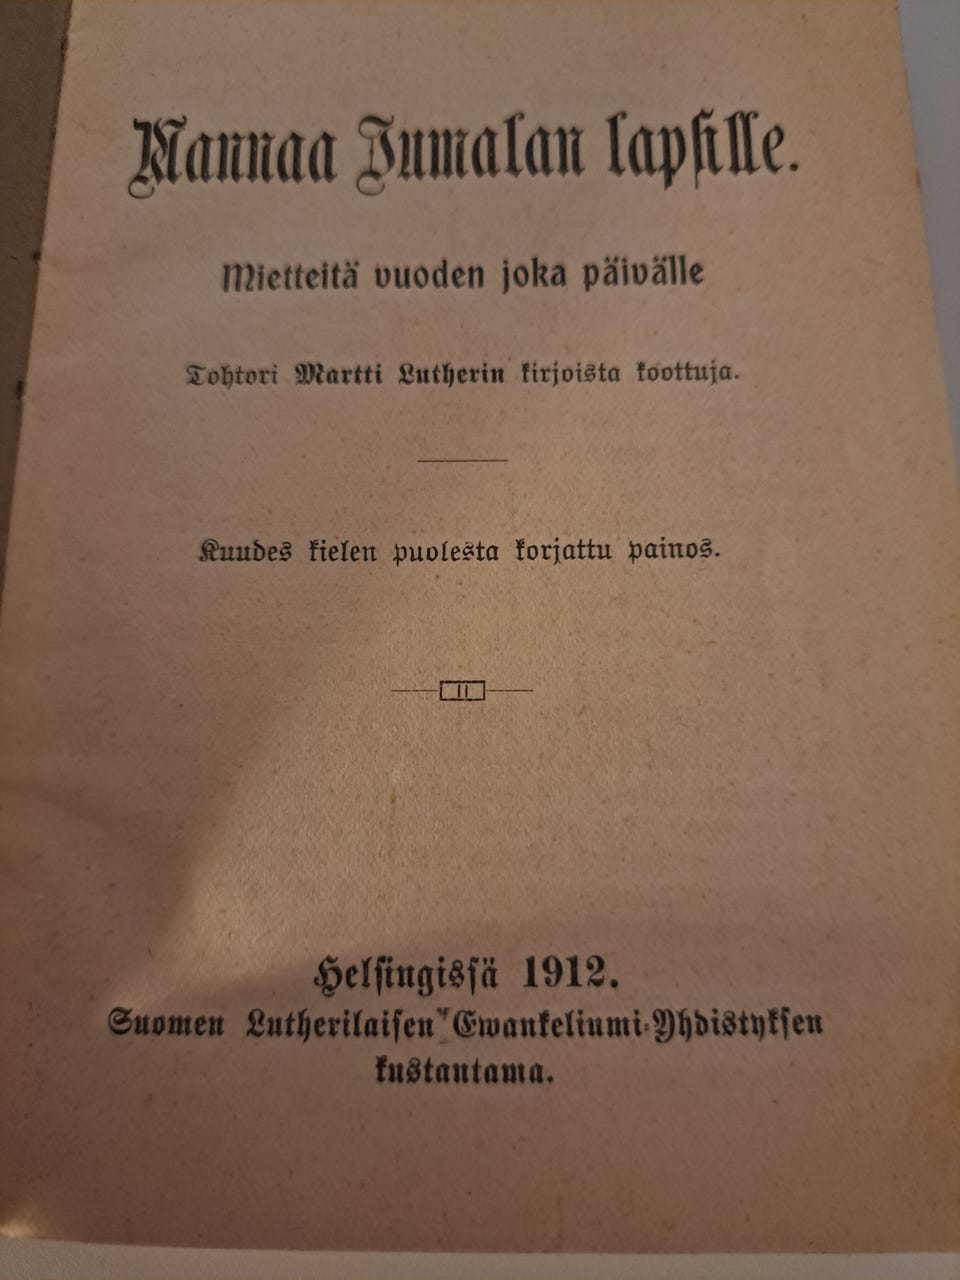 Mannaa Jumalan lapsille.
Mietteitä vuoden joka päivälle
Tohtori Martti Lutherin kirjoista koottuja.
Kuudes kielen puolesta korjattu painos.
Helsingissä 1912.
Suomen Lutherilaisen Ewankeliumi-Yhdistyksen
kustantama.